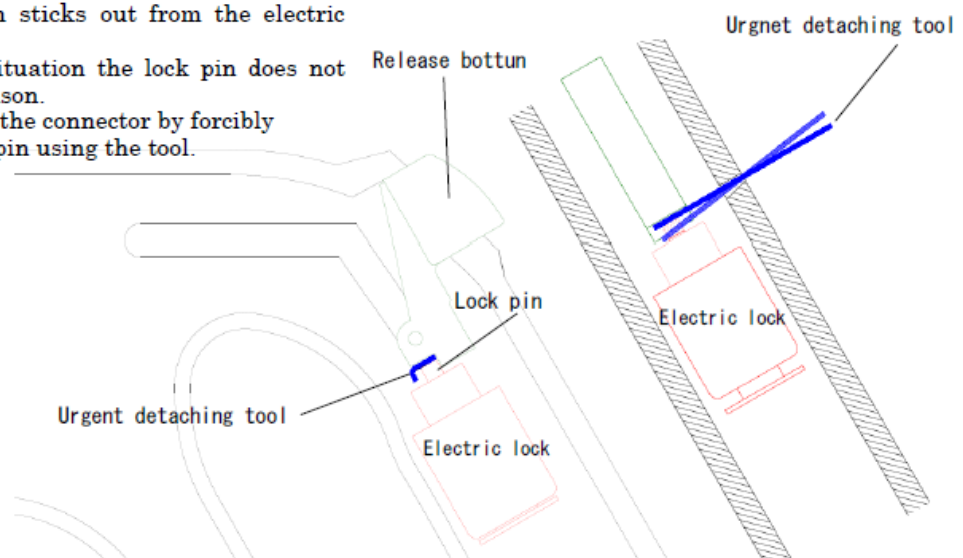 sticks out from the electric
ituation the lock pin does not
son.
the connector by forcibly
pin using the tool.
Release bottun
Urgnet detaching tool
Lock pin
Electric lock
Urgent detaching tool
Electric lock